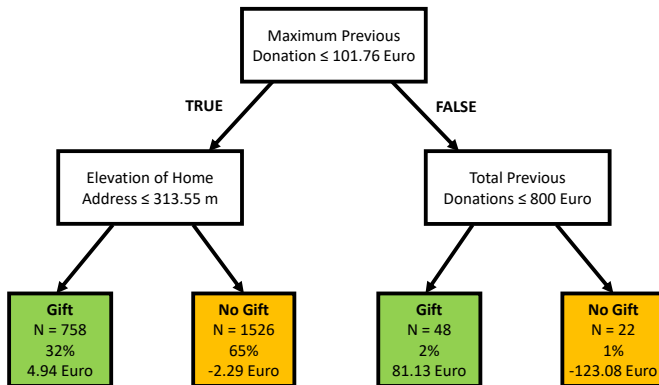 Maximum Previous
Donation ≤ 101.76 Euro
TRUE
FALSE
Elevation of Home
Address ≤ 313.55 m
Total Previous
Donations ≤ 800 Euro
Gift
N = 758
32%
4.94 Euro
No Gift
N = 1526
65%
-2.29 Euro
Gift
N = 48
2%
81.13 Euro
No Gift
N = 22
1%
-123.08 Euro